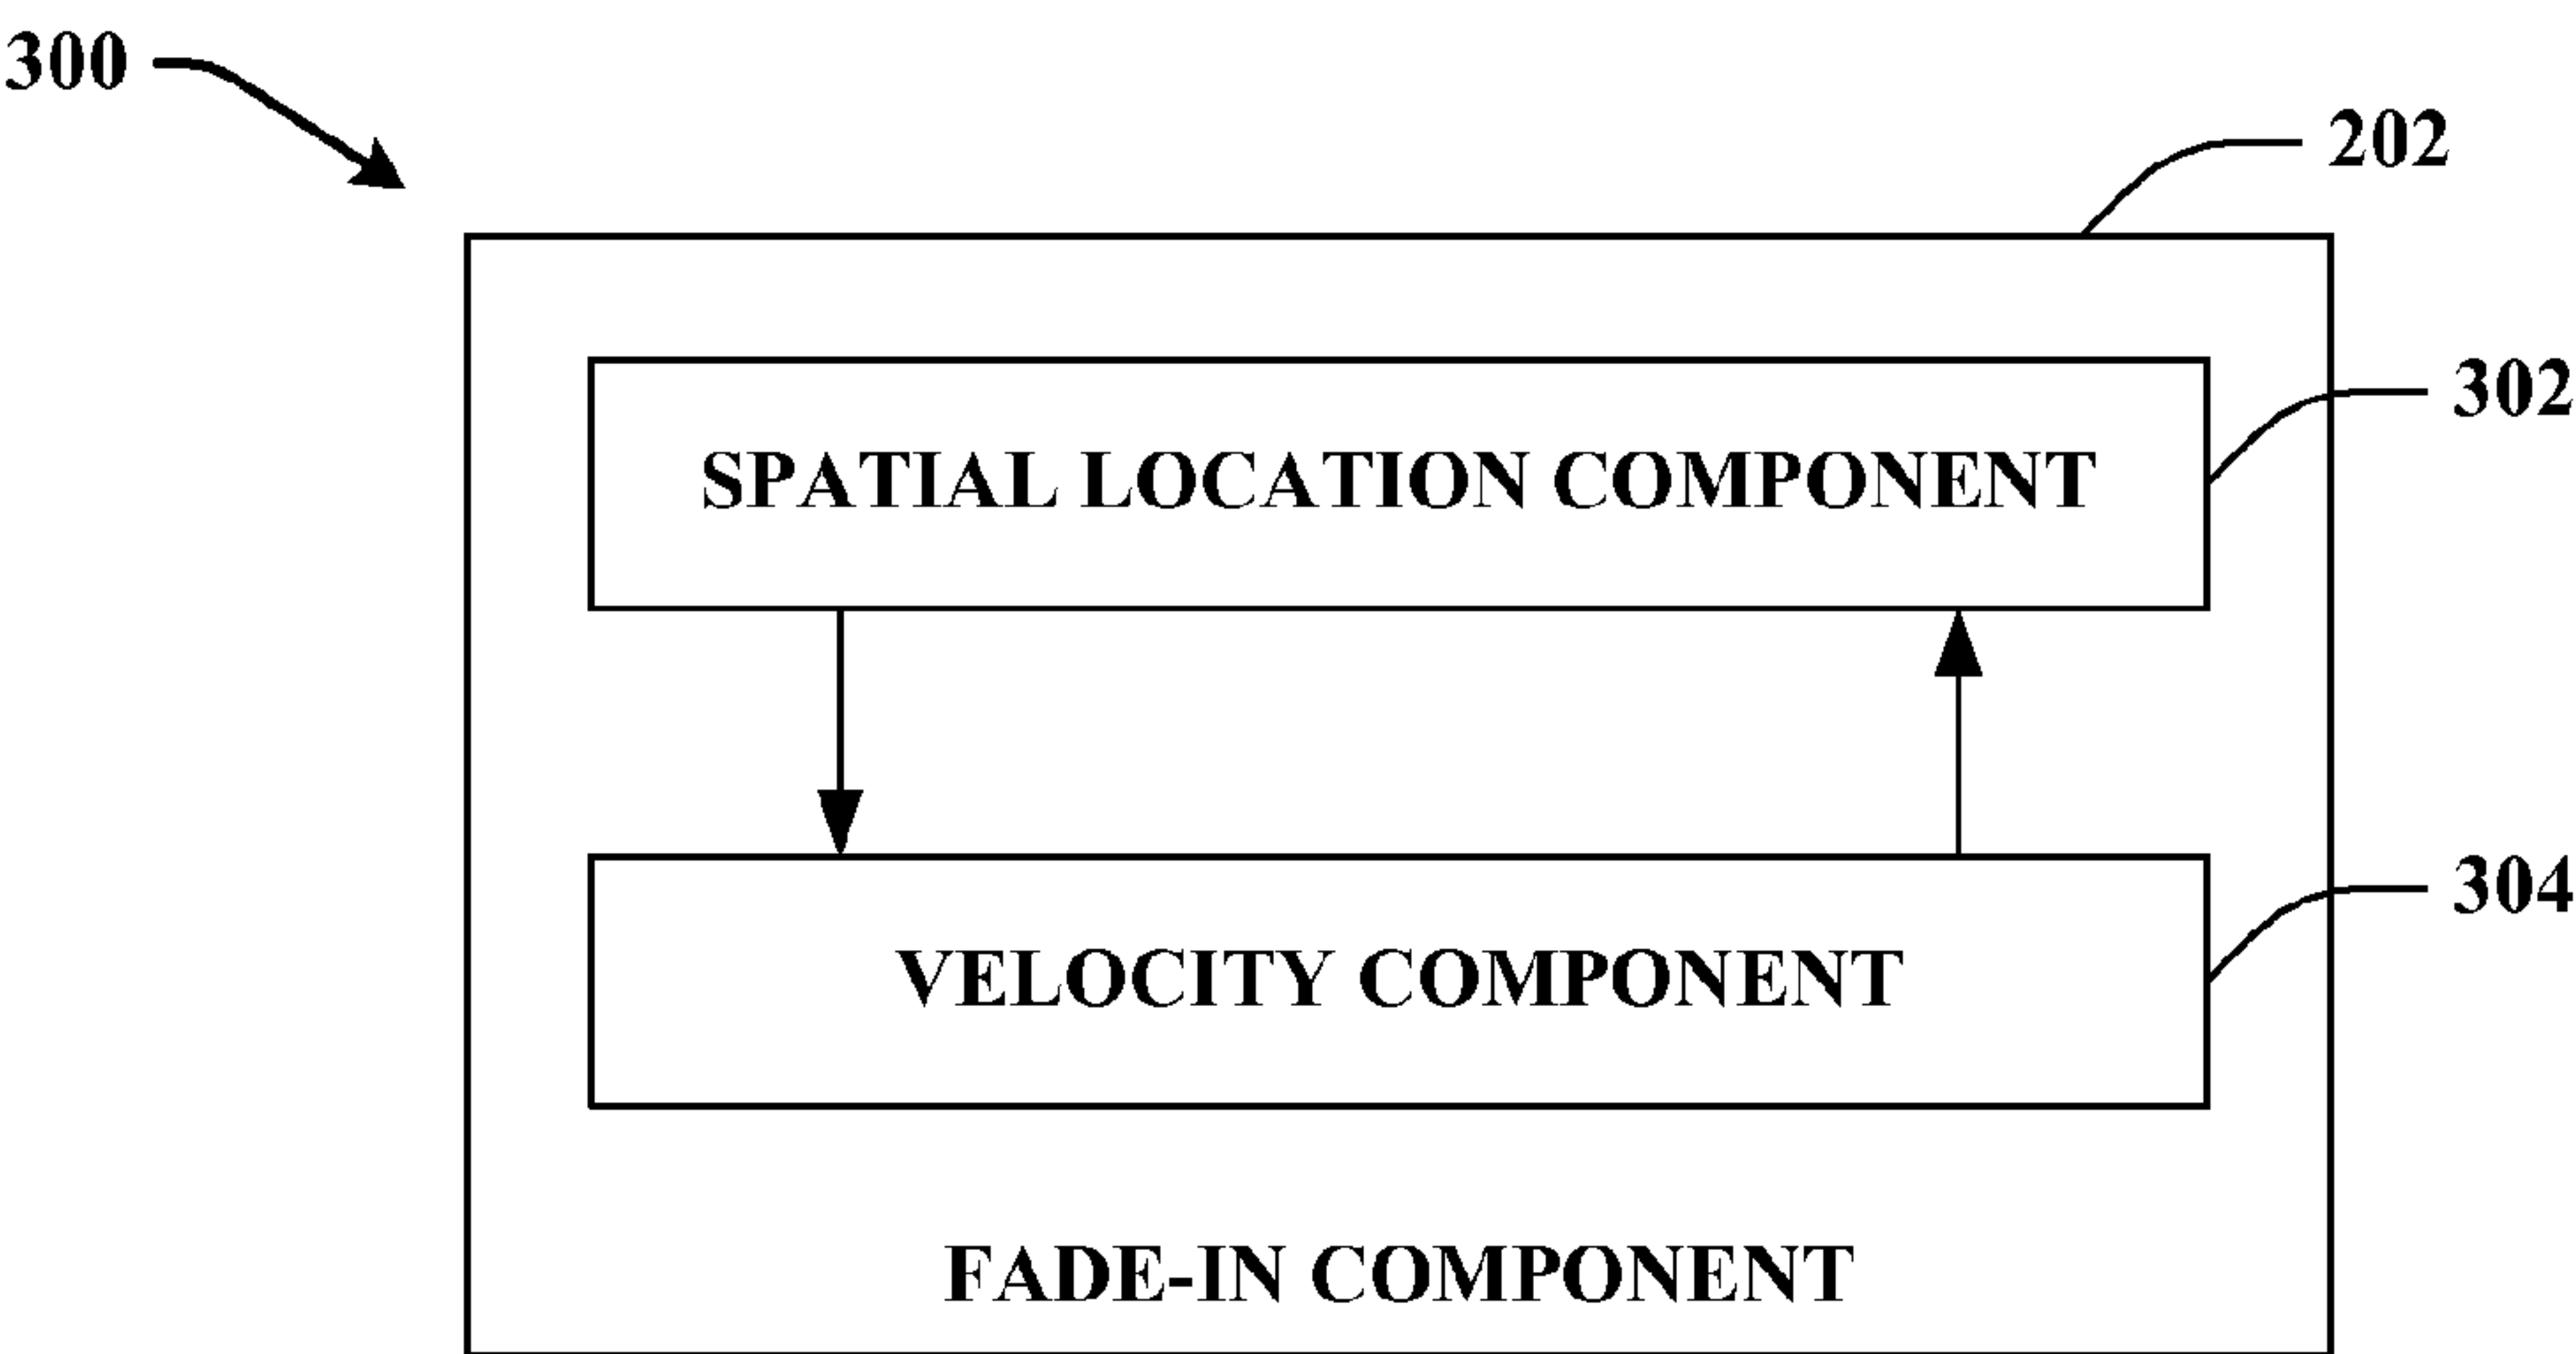 300
202
302
SPATIAL LOCATION COMPONENT
304
VELOCITY COMPONENT
FADE-IN COMPONENT